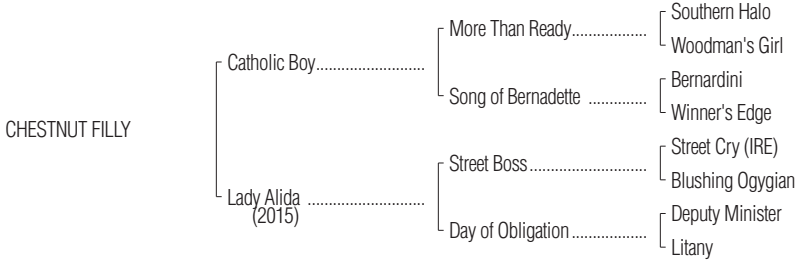 Southern Halo
More Than Ready..................
Woodman's Girl
Catholic Boy..........................
Bernardini
Song of Bernadette ..............
Winner's Edge
CHESTNUT FILLY
Street Cry (IRE)
Street Boss............................
Blushing Ogygian
Lady Alida ............................
(2015)
Deputy Minister
Day of Obligation..................
Litany